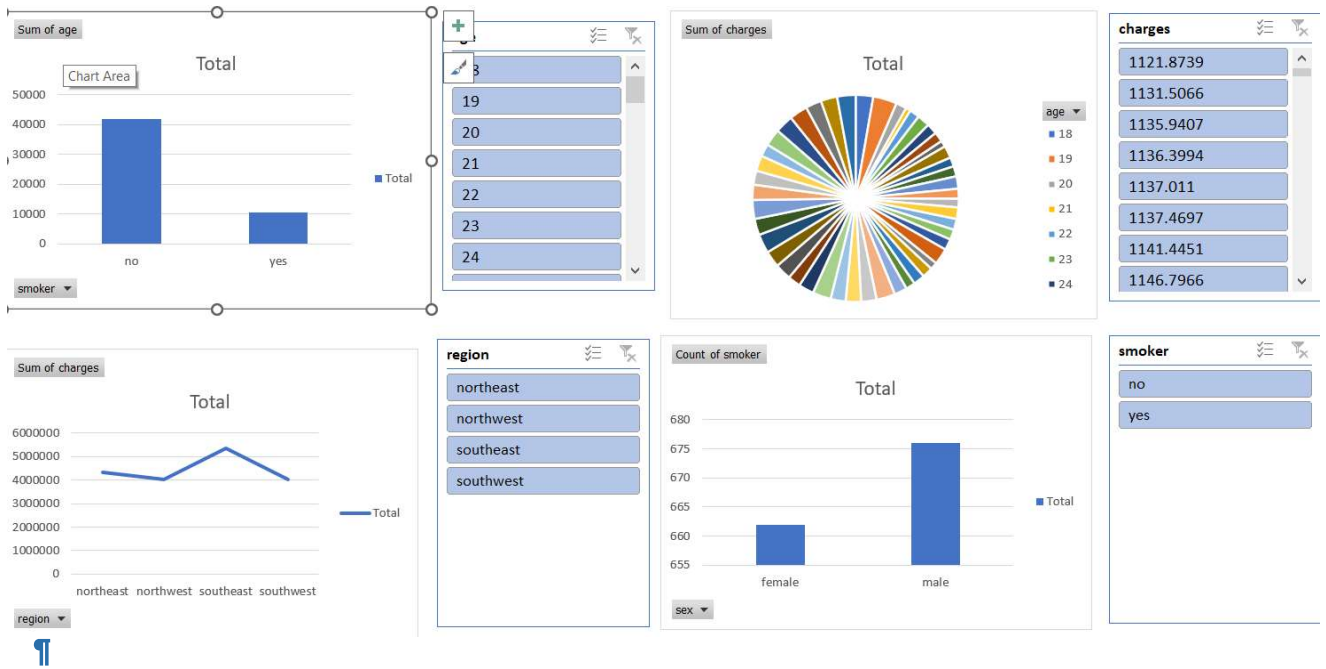 Sum of age
Total
Chart Area
50000
40000
30000
20000
10000
0
no
yes
Total
smoker
19
20
21
22
23
24
Sum of charges
Total
age
18
19
20
21
22
23
24
charges
1121.8739
1131.5066
1135.9407
1136.3994
1137.011
1137.4697
1141.4451
1146.7966
Sum of charges
Total
6000000
5000000
4000000
3000000
2000000
1000000
0
northeast northwest southeast southwest
Total
region
region
northeast
northwest
southeast
southwest
Count of smoker
Total
680
675
670
665
660
655
female
male
Total
sex
smoker
no
yes
¶